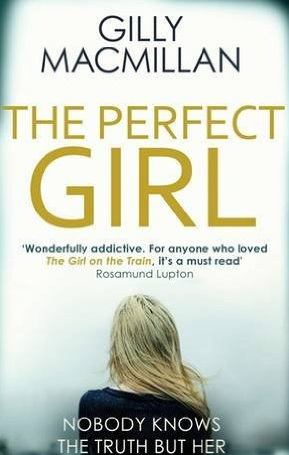 GILLY
MACMILLAN
THE PERFECT
GIRL
‘Wonderfully addictive. For anyone who loved
The Girl on the Train, it’s a must read’
Rosamund Lupton
NOBODY KNOWS
THE TRUTH BUT HER